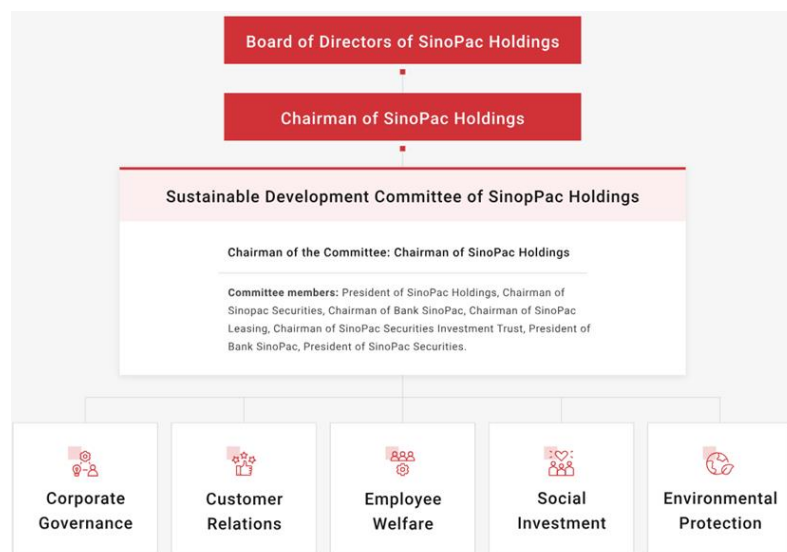 Board of Directors of SinoPac Holdings
Chairman of SinoPac Holdings
Sustainable Development Committee of SinopPac Holdings
Chairman of the Committee: Chairman of SinoPac Holdings
Committee members: President of SinoPac Holdings, Chairman of
Sinopac Securities, Chairman of Bank SinoPac, Chairman of SinoPac
Leasing, Chairman of SinoPac Securities Investment Trust, President of
Bank SinoPac, President of SinoPac Securities.
Corporate
Governance
Customer
Relations
Employee
Welfare
Social
Investment
Environmental
Protection